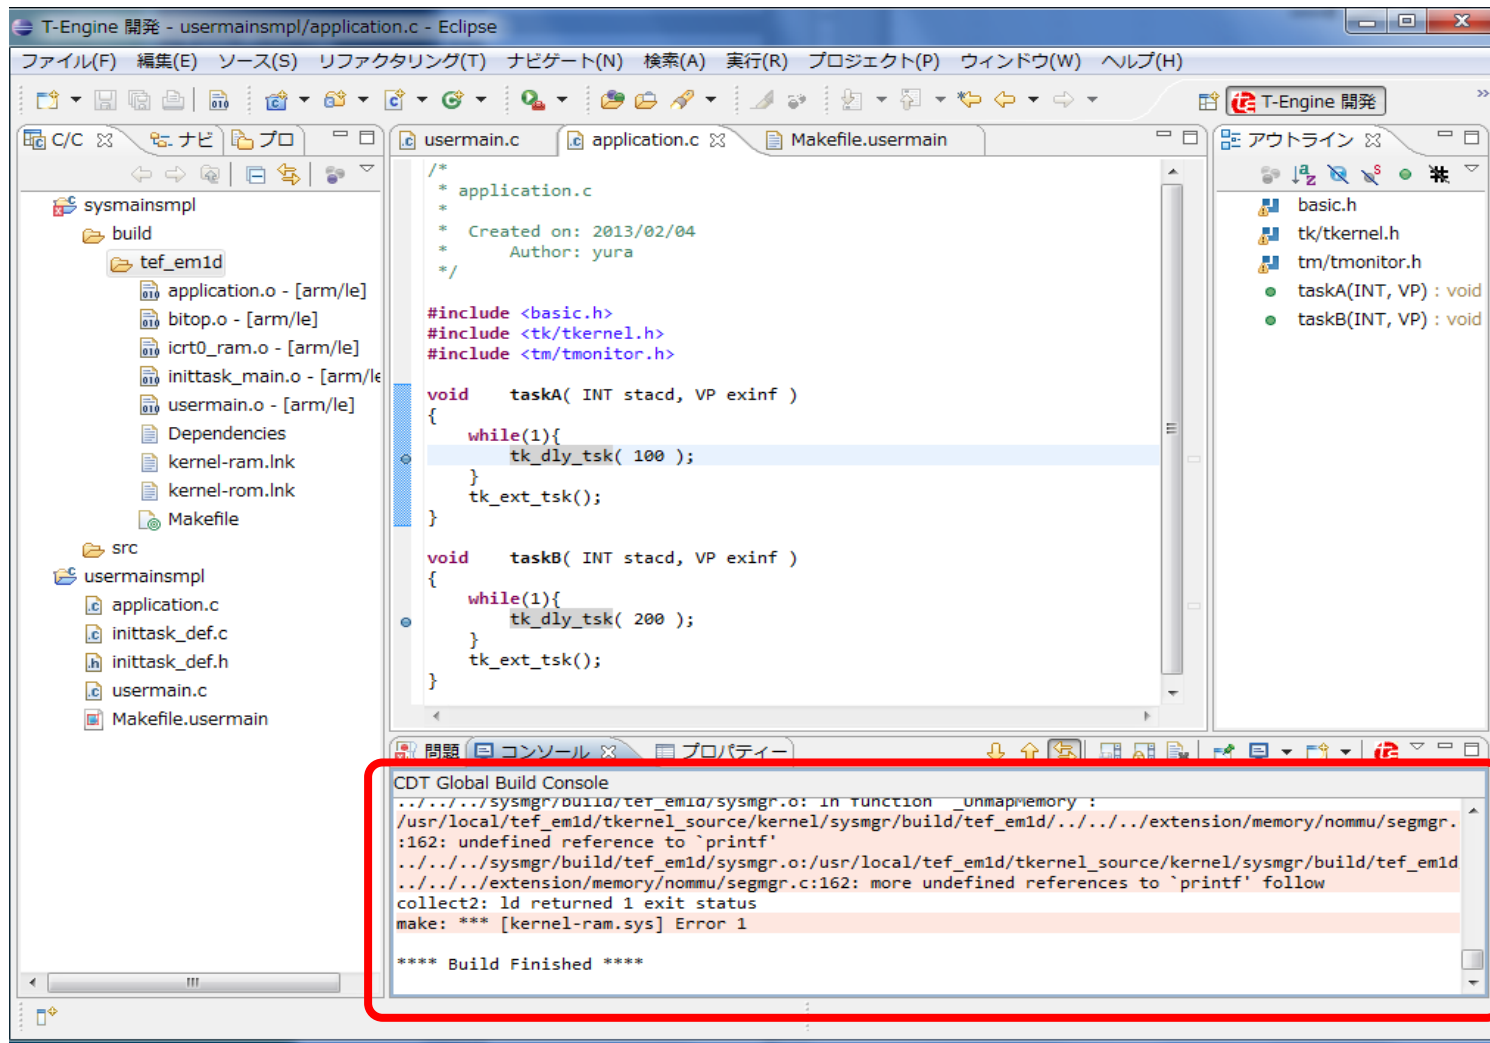 T-Engine 開発 - usermainsmpl/application.c - Eclipse
ファイル(F) 編集(E) ソース(S) リファクタリング(T) ナビゲート(N) 検索(A) 実行(R) プロジェクト(P) ウィンドウ(W) ヘルプ(H)
T-Engine 開発
C/C ナビ プロ
sysmainsmpl
build
tef_em1d
application.o - [arm/le]
bitop.o - [arm/le]
icrt0_ram.o - [arm/le]
inittask_main.o - [arm/le
usermain.o - [arm/le]
Dependencies
kernel-ram.lnk
kernel-rom.lnk
Makefile
src
usermainsmpl
application.c
inittask_def.c
inittask_def.h
usermain.c
Makefile.usermain
usermain.c application.c Makefile.usermain
/*
* application.c
*
* Created on: 2013/02/04
* Author: yura
*/
#include <basic.h>
#include <tk/tkernel.h>
#include <tm/tmonitor.h>
void taskA( INT stacd, VP exinf )
{
while(1){
tk_dly_tsk( 100 );
}
tk_ext_tsk();
}
void taskB( INT stacd, VP exinf )
{
while(1){
tk_dly_tsk( 200 );
}
tk_ext_tsk();
}
アウトライン
basic.h
tk/tkernel.h
tm/tmonitor.h
taskA(INT, VP) : void
taskB(INT, VP) : void
問題 コンソール プロパティー
CDT Global Build Console
../../../sysmgr/build/tef_em1d/sysmgr.o: In function `_UnmapMemory':
/usr/local/tef_em1d/tkernel_source/kernel/sysmgr/build/tef_em1d/../../../extension/memory/nommu/segmgr.
:162: undefined reference to `printf'
../../../sysmgr/build/tef_em1d/sysmgr.o:/usr/local/tef_em1d/tkernel_source/kernel/sysmgr/build/tef_em1d
../../../extension/memory/nommu/segmgr.c:162: more undefined references to `printf' follow
collect2: ld returned 1 exit status
make: *** [kernel-ram.sys] Error 1
**** Build Finished ****